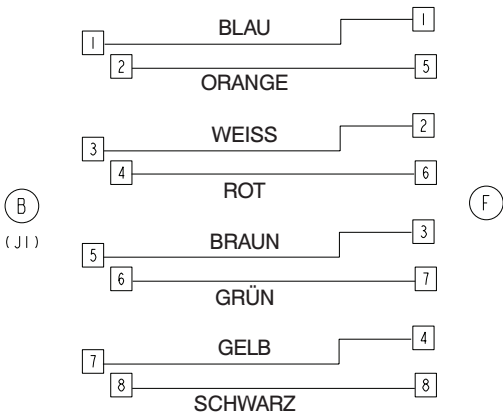 BLAU
1 1
2 5
ORANGE
WEISS
2
3
4 6
ROT
B F
(J1)
BRAUN
3
5
6 7
GRÜN
GELB
4
7
8 8
SCHWARZ